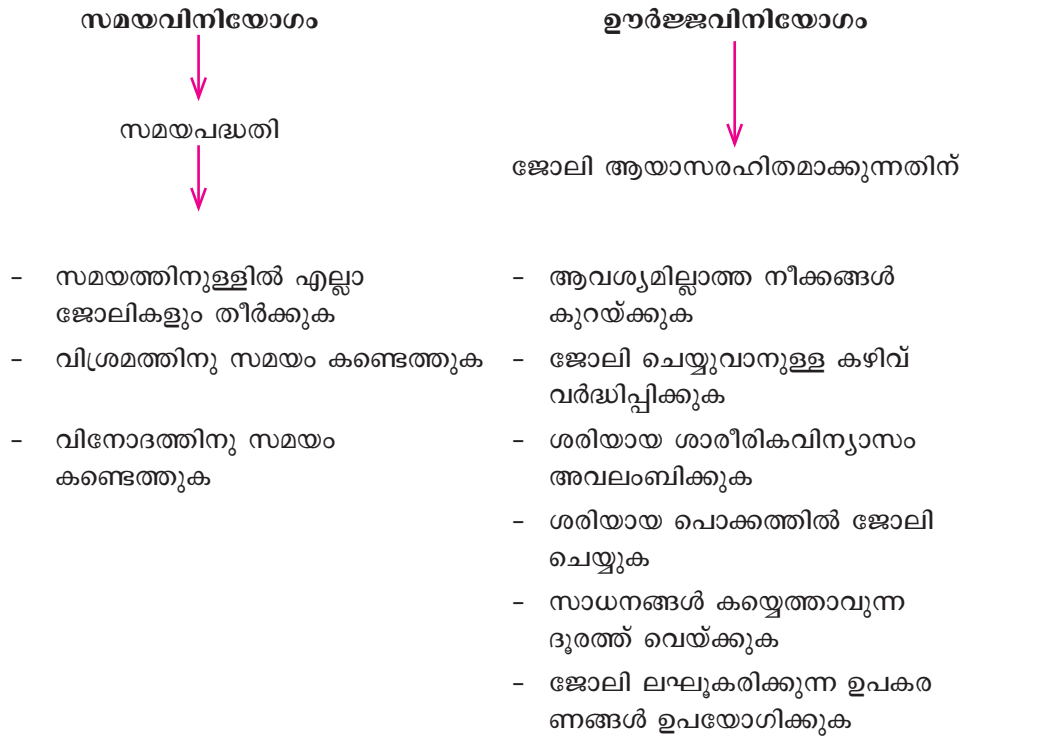 സമയവിനിയോഗം
സമയപദ്ധതി
– സമയത്തിനുള്ളിൽ എല്ലാ
ജോലികളും തീർക്കുക
– വിശ്രമത്തിനു സമയം കണ്ടെത്തുക
– വിനോദത്തിനു സമയം
കണ്ടെത്തുക
ഊർജ്ജവിനിയോഗം
ജോലി ആയാസരഹിതമാക്കുന്നതിന്
– ആവശ്യമില്ലാത്ത നീക്കങ്ങൾ
കുറയ്ക്കുക
– ജോലി ചെയ്യുവാനുള്ള കഴിവ്
വർദ്ധിപ്പിക്കുക
– ശരിയായ ശാരീരികവിന്യാസം
അവലംബിക്കുക
– ശരിയായ പൊക്കത്തിൽ ജോലി
ചെയ്യുക
– സാധനങ്ങൾ കയ്യെത്താവുന്ന
ദൂരത്ത് വെയ്ക്കുക
– ജോലി ലഘൂകരിക്കുന്ന ഉപകര
ണങ്ങൾ ഉപയോഗിക്കുക